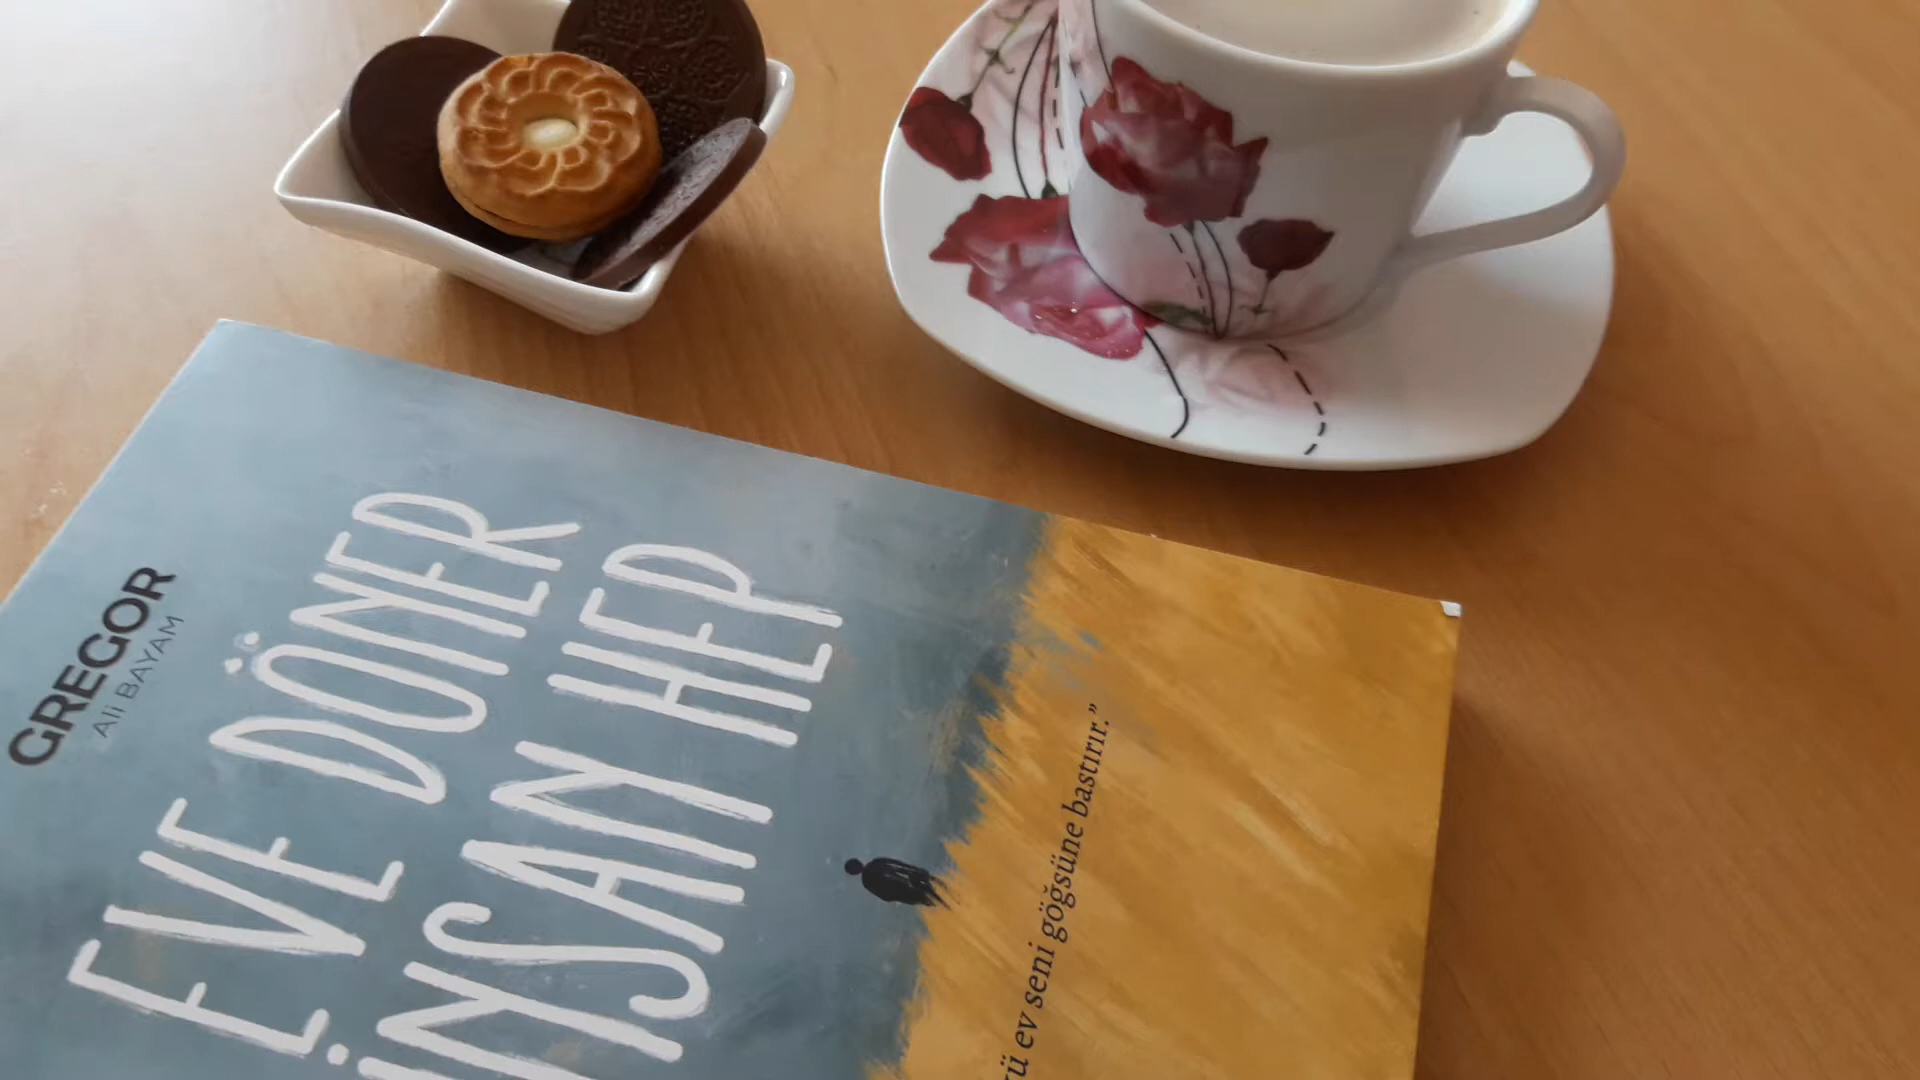 GREGOR
Ali BAYAM
EVE DÖNER
İNSAN HEP
ev seni göğsüne bastırır.”